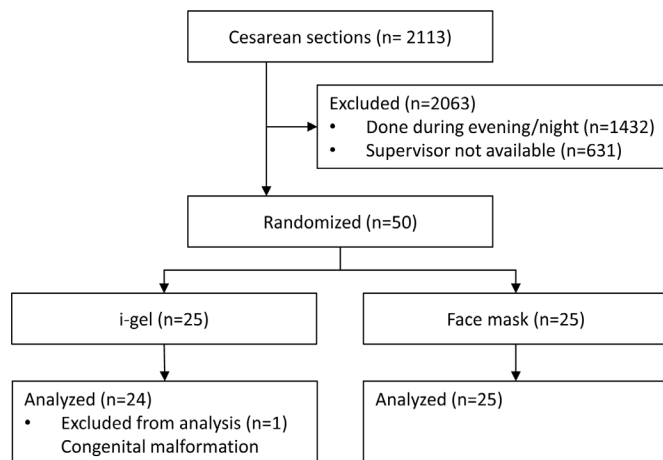 Cesarean sections (n= 2113)
Excluded (n=2063)
• Done during evening/night (n=1432)
• Supervisor not available (n=631)
Randomized (n=50)
i-gel (n=25)
Face mask (n=25)
Analyzed (n=24)
• Excluded from analysis (n=1)
Congenital malformation
Analyzed (n=25)